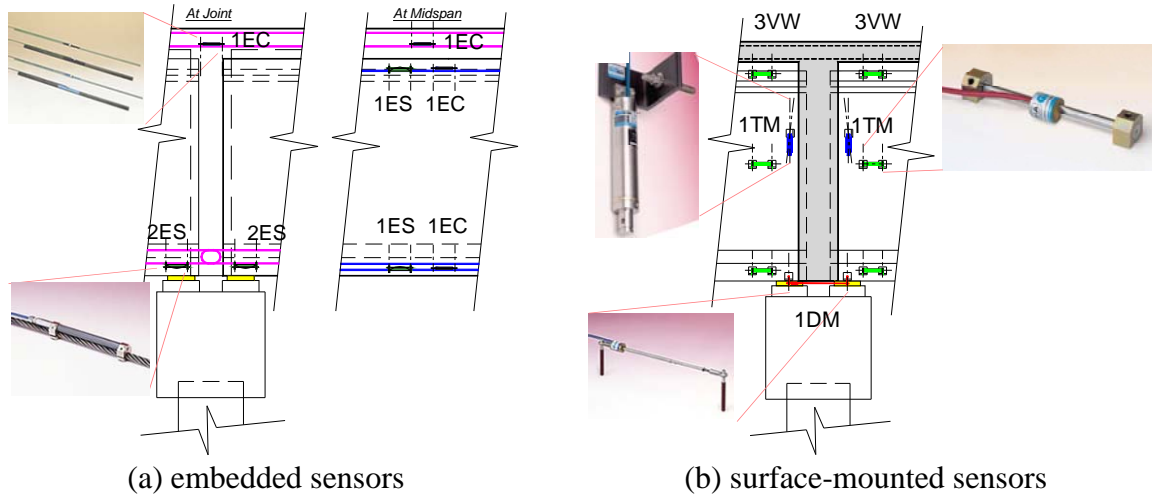 At Joint
At Midspan
1EC
1EC
1ES
1EC
1ES
1EC
2ES
2ES
(a) embedded sensors
3VW
3VW
1TM
1TM
1DM
(b) surface-mounted sensors